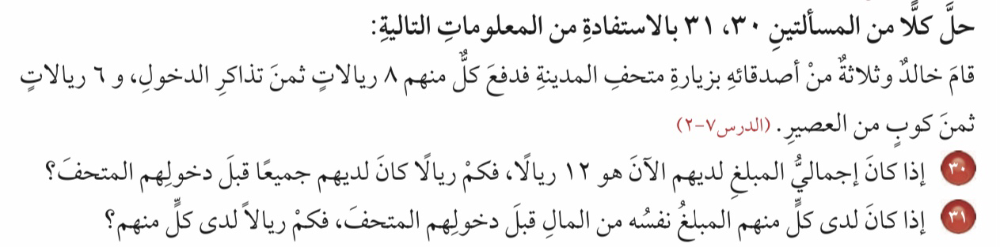 حلَّ كلًّا من المسألتينِ ٣٠، ٣١ بالاستفادةِ من المعلوماتِ التاليةِ:
قامَ خالدٌ وثلاثةٌ منْ أصدقائهِ بزيارةِ متحفِ المدينةِ فدفعَ كلٌّ منهم ٨ ريالاتٍ ثمنَ تذاكرِ الدخولِ، و ٦ ريالاتٍ
ثمنَ كوبٍ من العصيرِ. (الدرس٧-٢)
٣٠ إذا كانَ إجماليُّ المبلغِ لديهم الآنَ هو ١٢ ريالًا، فكمْ ريالًا كانَ لديهم جميعًا قبلَ دخولِهم المتحفَ؟
٣١ إذا كانَ لدى كلٍّ منهم المبلغُ نفسُه من المالِ قبلَ دخولِهم المتحفَ، فكمْ ريالاً لدى كلٍّ منهم؟